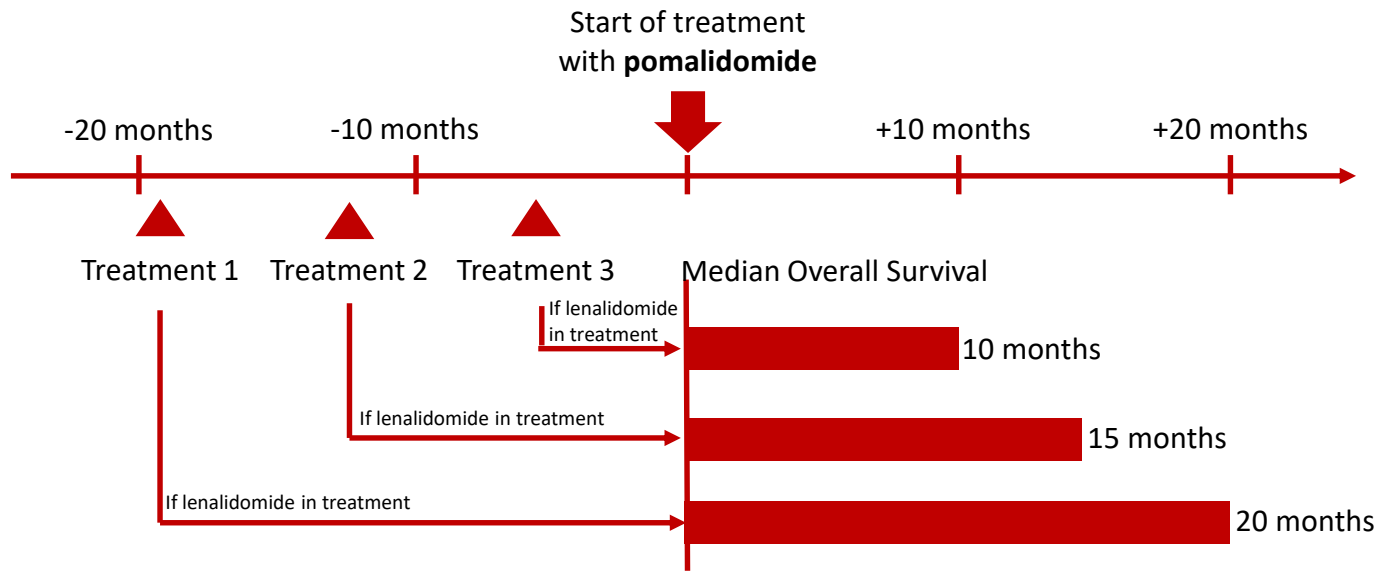 Start of treatment
with pomalidomide
-20 months
-10 months
+10 months
+20 months
Treatment 1
Treatment 2
Treatment 3
Median Overall Survival
If lenalidomide
in treatment
10 months
If lenalidomide in treatment
15 months
If lenalidomide in treatment
20 months